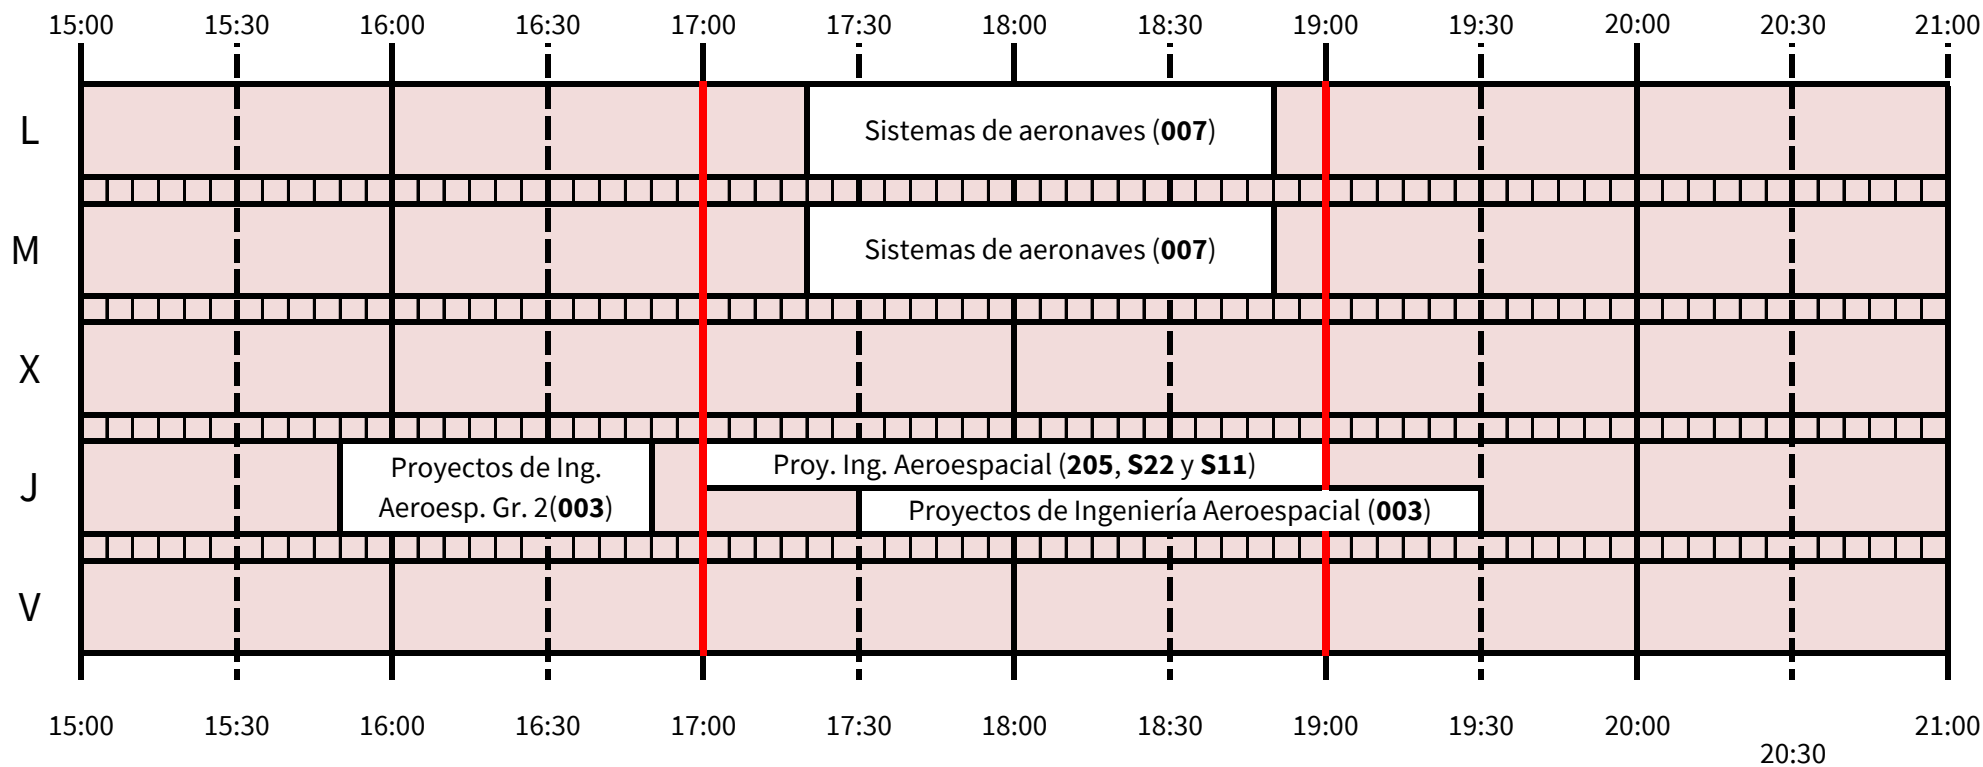 15:00 15:30 16:00 16:30 17:00 17:30 18:00 18:30 19:00 19:30 20:00 20:30 21:00
L
Sistemas de aeronaves (007)
M
Sistemas de aeronaves (007)
X
J
Proyectos de Ing.
Aeroesp. Gr. 2(003)
Proy. Ing. Aeroespacial (205, S22 y S11)
Proyectos de Ingeniería Aeroespacial (003)
V
15:00 15:30 16:00 16:30 17:00 17:30 18:00 18:30 19:00 19:30 20:00 21:00
20:30